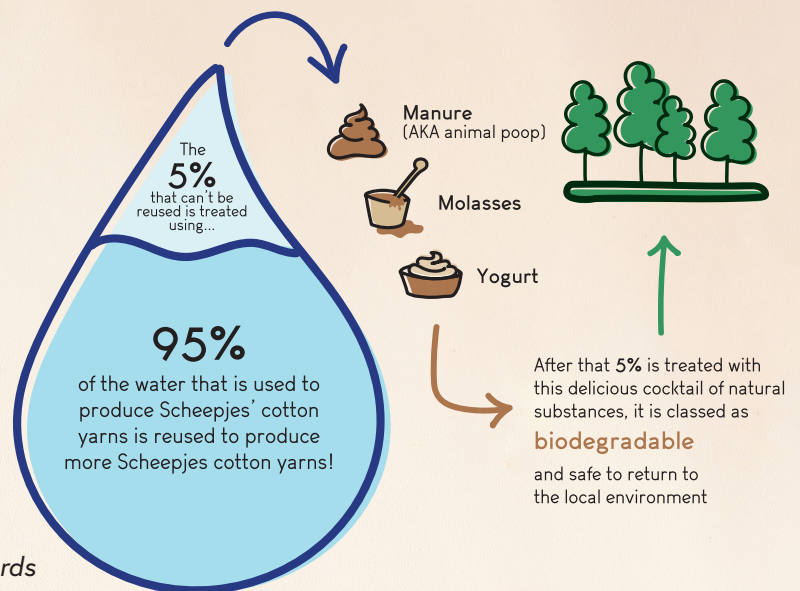 The
5%
that can't be
reused is treated
using...
95%
of the water that is used to
produce Scheepjes' cotton
yarns is reused to produce
more Scheepjes cotton yarns!
Manure
(AKA animal poop)
Molasses
Yogurt
After that 5% is treated with
this delicious cocktail of natural
substances, it is classed as
biodegradable
and safe to return to
the local environment
rds